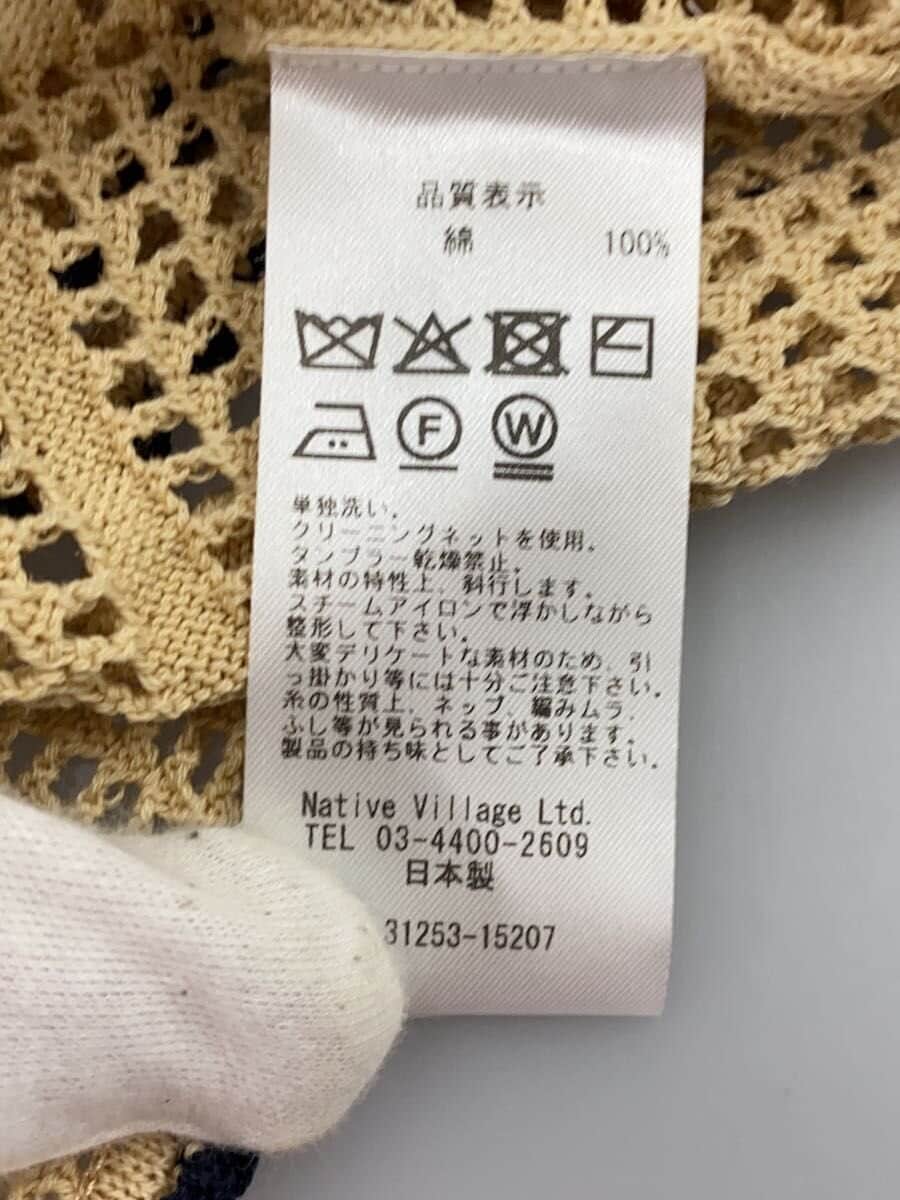 品質表示
綿 100%
F W
単独洗い。
クリーニングネットを使用。
タンブラー乾燥禁止。
素材の特性上、斜行します。
スチームアイロンで浮かしながら
整形して下さい。
大変デリケートな素材のため、引
っ掛かり等には十分ご注意下さい。
糸の性質上、ネップ、編みムラ、
ふし等が見られる事があります。
製品の持ち味としてご了承下さい。
Native Village Ltd.
TEL 03-4400-2609
日本製
31253-15207